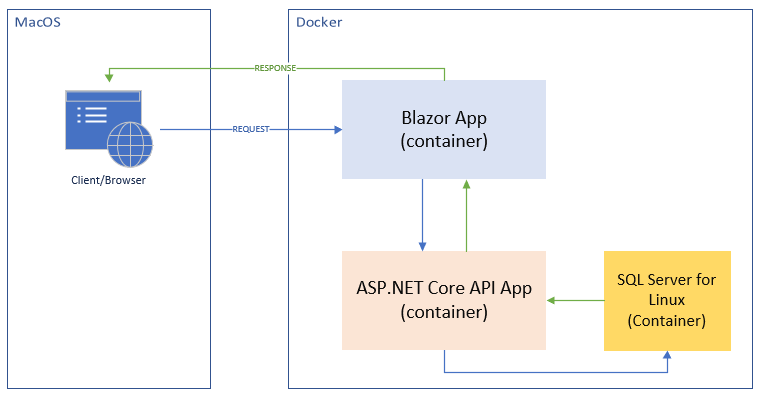 MacOS
Docker
RESPONSE
Blazor App
(container)
REQUEST
Client/Browser
ASP.NET Core API App
(container)
SQL Server for
Linux
(Container)